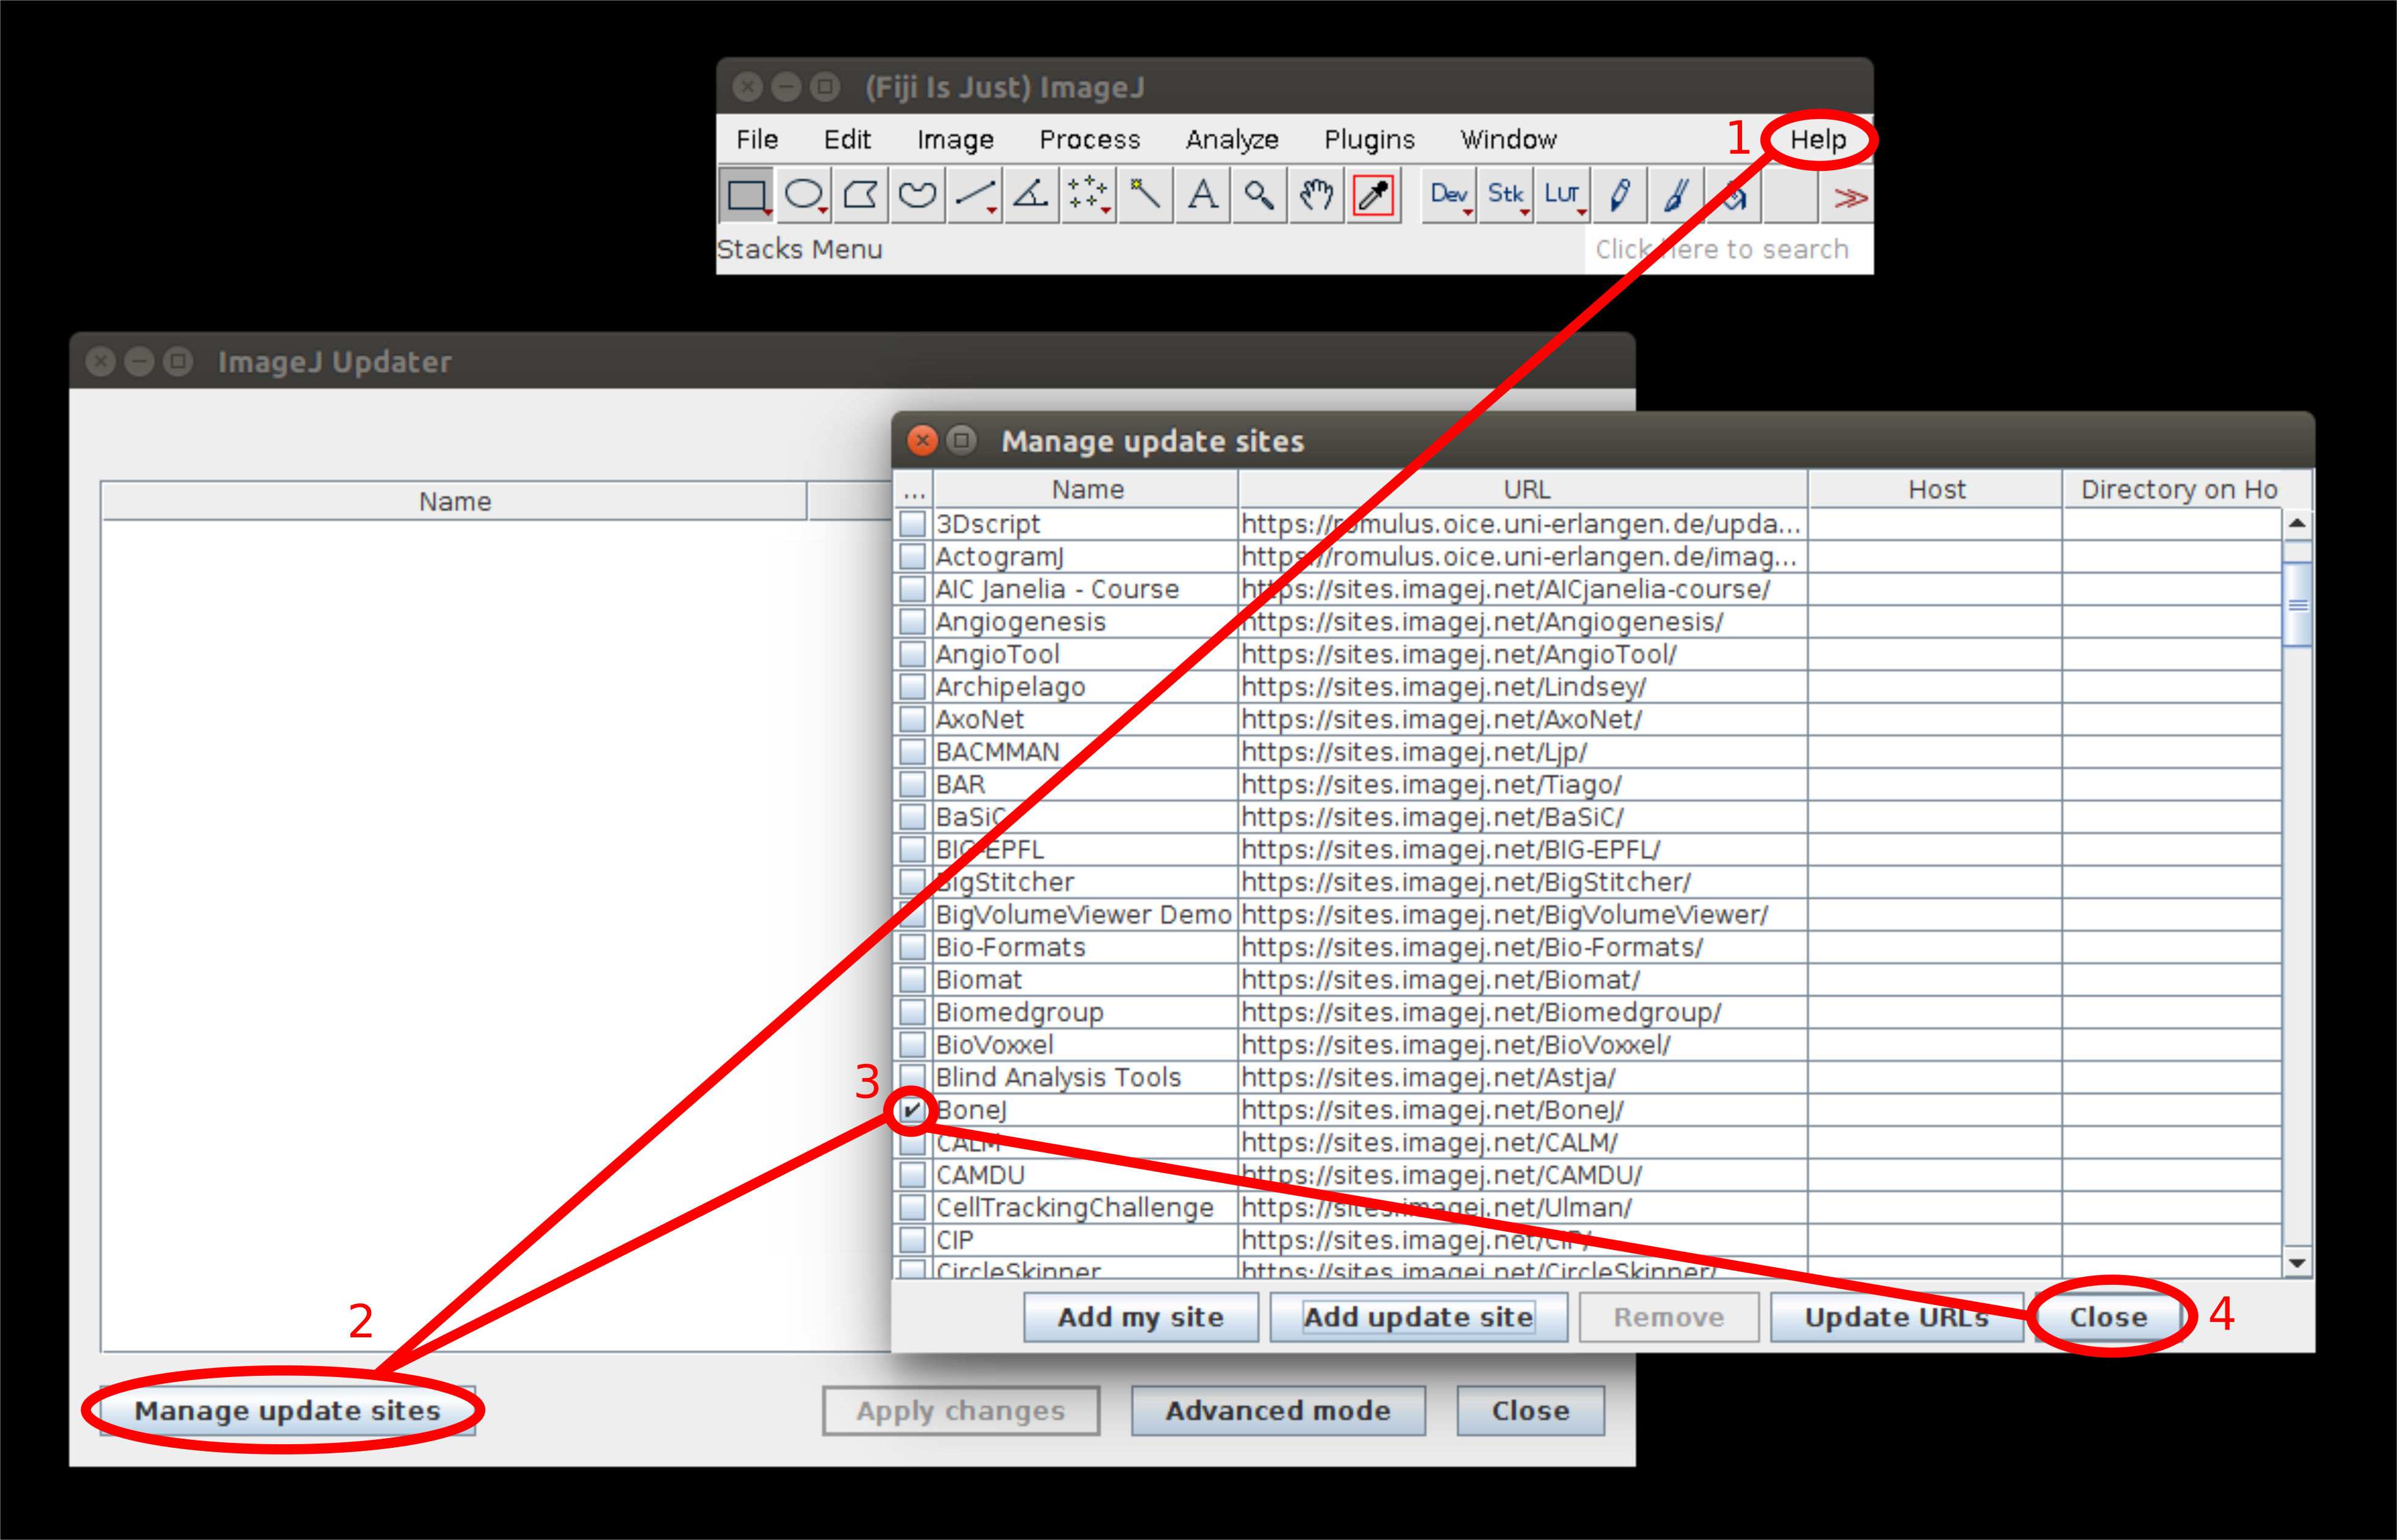 (Fiji Is Just) ImageJ
File Edit Image Process Analyze Plugins Window 1 Help
A Dev Stk LUT ≫
Stacks Menu Click here to search
ImageJ Updater
Name
Manage update sites
... Name URL Host Directory on Ho
3Dscript https://romulus.oice.uni-erlangen.de/upda...
ActogramJ https://romulus.oice.uni-erlangen.de/imag...
AIC Janelia - Course https://sites.imagej.net/AICjanelia-course/
Angiogenesis https://sites.imagej.net/Angiogenesis/
AngioTool https://sites.imagej.net/AngioTool/
Archipelago https://sites.imagej.net/Lindsey/
AxoNet https://sites.imagej.net/AxoNet/
BACMMAN https://sites.imagej.net/Ljp/
BAR https://sites.imagej.net/Tiago/
BaSiC https://sites.imagej.net/BaSiC/
BIG-EPFL https://sites.imagej.net/BIG-EPFL/
BigStitcher https://sites.imagej.net/BigStitcher/
BigVolumeViewer Demo https://sites.imagej.net/BigVolumeViewer/
Bio-Formats https://sites.imagej.net/Bio-Formats/
Biomat https://sites.imagej.net/Biomat/
Biomedgroup https://sites.imagej.net/Biomedgroup/
BioVoxxel https://sites.imagej.net/BioVoxxel/
Blind Analysis Tools https://sites.imagej.net/Astja/
3 BoneJ https://sites.imagej.net/BoneJ/
CALM https://sites.imagej.net/CALM/
CAMDU https://sites.imagej.net/CAMDU/
CellTrackingChallenge https://sites.imagej.net/Ulman/
CIP https://sites.imagej.net/CIP/
CircleSkinner https://sites.imagej.net/CircleSkinner/
Add my site Add update site Remove Update URLs Close 4
2
Manage update sites Apply changes Advanced mode Close